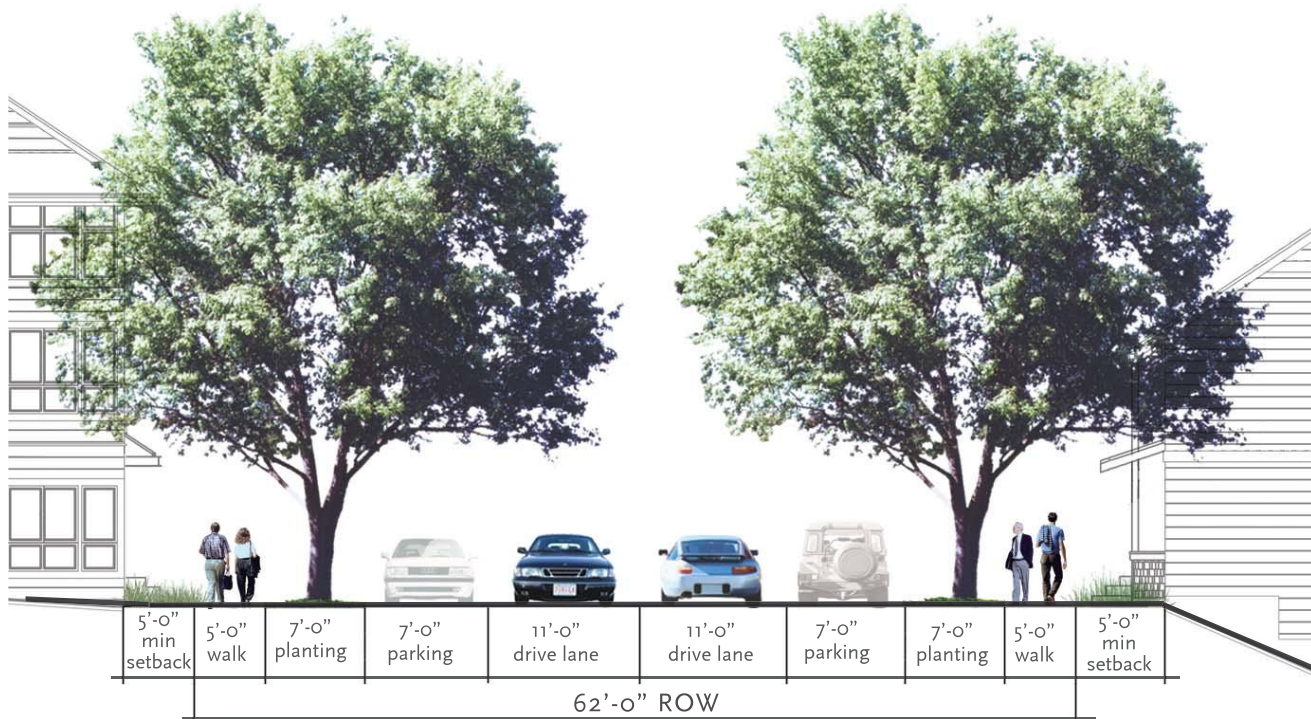 5'-0"
min
setback
5'-0"
walk
7'-0"
planting
7'-0"
parking
11'-0"
drive lane
11'-0"
drive lane
7'-0"
parking
7'-0"
planting
5'-0"
walk
5'-0"
min
setback
62'-0" ROW